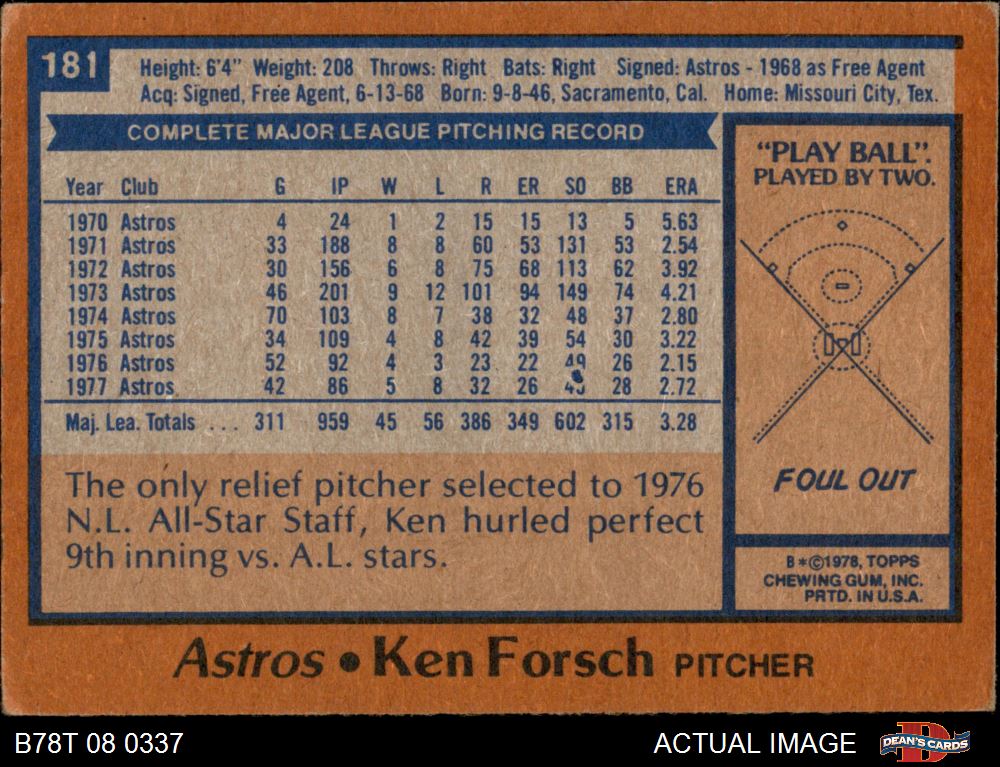 181
Height: 6'4" Weight: 208 Throws: Right Bats: Right Signed: Astros - 1968 as Free Agent
Acq: Signed, Free Agent, 6-13-68 Born: 9-8-46, Sacramento, Cal. Home: Missouri City, Tex.
COMPLETE MAJOR LEAGUE PITCHING RECORD
Year Club G IP W L R ER SO BB ERA
1970 Astros 4 24 1 2 15 15 13 5 5.63
1971 Astros 33 188 8 8 60 53 131 53 2.54
1972 Astros 30 156 6 8 75 68 113 62 3.92
1973 Astros 46 201 9 12 101 94 149 74 4.21
1974 Astros 70 103 8 7 38 32 48 37 2.80
1975 Astros 34 109 4 8 42 39 54 30 3.22
1976 Astros 52 92 4 3 23 22 49 26 2.15
1977 Astros 42 86 5 8 32 26 28 2.72
Maj. Lea. Totals ... 311 959 45 56 386 349 602 315 3.28
The only relief pitcher selected to 1976
N.L. All-Star Staff, Ken hurled perfect
9th inning vs. A.L. stars.
"PLAY BALL".
PLAYED BY TWO.
FOUL OUT
B*©1978, TOPPS
CHEWING GUM, INC.
PRTD. IN U.S.A.
Astros • Ken Forsch PITCHER
B78T 08 0337
ACTUAL IMAGE
DEAN'S CARDS